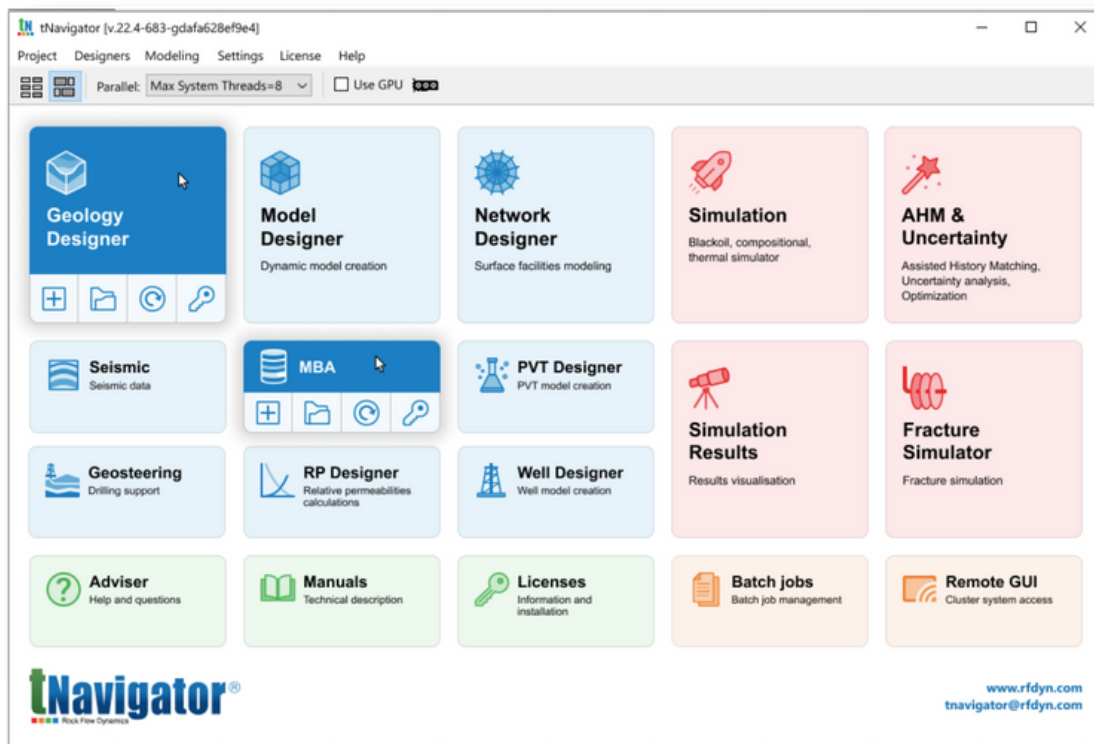 tNavigator [v.22.4-683-gdafa628ef9e4]
Project Designers Modeling Settings License Help
Parallel: Max System Threads=8 Use GPU
Geology
Designer
Model
Designer
Dynamic model creation
Network
Designer
Surface facilities modeling
Simulation
Blackoil, compositional,
thermal simulator
AHM &
Uncertainty
Assisted History Matching,
Uncertainty analysis,
Optimization
Seismic
Seismic data
MBA
PVT Designer
PVT model creation
Simulation
Results
Results visualisation
Fracture
Simulator
Fracture simulation
Geosteering
Drilling support
RP Designer
Relative permeabilities
calculations
Well Designer
Well model creation
Adviser
Help and questions
Manuals
Technical description
Licenses
Information and
installation
Batch jobs
Batch job management
Remote GUI
Cluster system access
tNavigator®
Rock Flow Dynamics
www.rfdyn.com
tnavigator@rfdyn.com